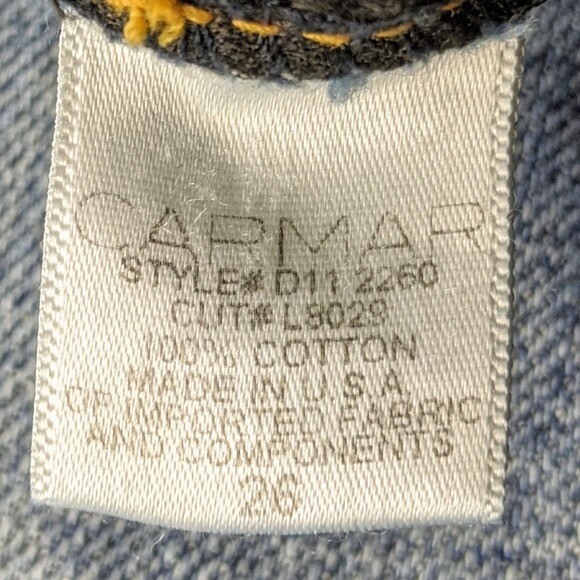 CARMAR
STYLE# D11 2260
CUT# L8029
100% COTTON
MADE IN U.S.A.
OF IMPORTED FABRIC
AND COMPONENTS
26